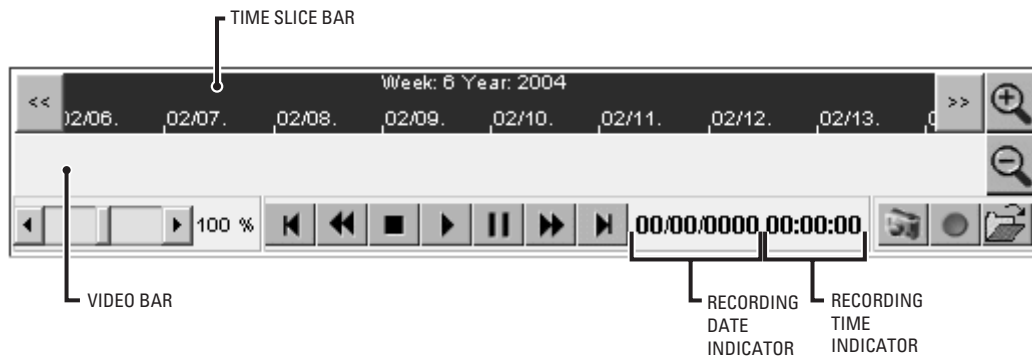 TIME SLICE BAR
Week: 6 Year: 2004
<< 02/06. 02/07. 02/08. 02/09. 02/10. 02/11. 02/12. 02/13. >>
100 % 00/00/0000 00:00:00
VIDEO BAR
RECORDING
DATE
INDICATOR
RECORDING
TIME
INDICATOR